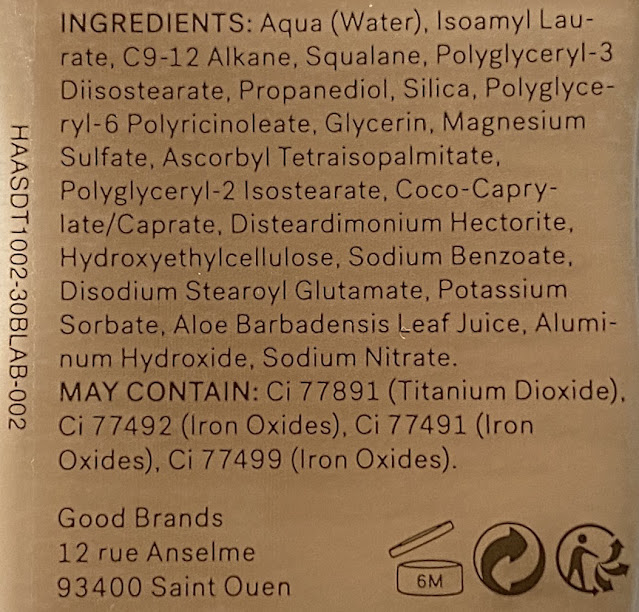 INGREDIENTS: Aqua (Water), Isoamyl Lau-
rate, C9-12 Alkane, Squalane, Polyglyceryl-3
Diisostearate, Propanediol, Silica, Polyglyce-
ryl-6 Polyricinoleate, Glycerin, Magnesium
Sulfate, Ascorbyl Tetraisopalmitate,
Polyglyceryl-2 Isostearate, Coco-Capry-
late/Caprate, Disteardimonium Hectorite,
Hydroxyethylcellulose, Sodium Benzoate,
Disodium Stearoyl Glutamate, Potassium
Sorbate, Aloe Barbadensis Leaf Juice, Alumi-
num Hydroxide, Sodium Nitrate.
MAY CONTAIN: Ci 77891 (Titanium Dioxide),
Ci 77492 (Iron Oxides), Ci 77491 (Iron
Oxides), Ci 77499 (Iron Oxides).
Good Brands
12 rue Anselme
93400 Saint Ouen
6M
HAASDT1002-30BLAB-002